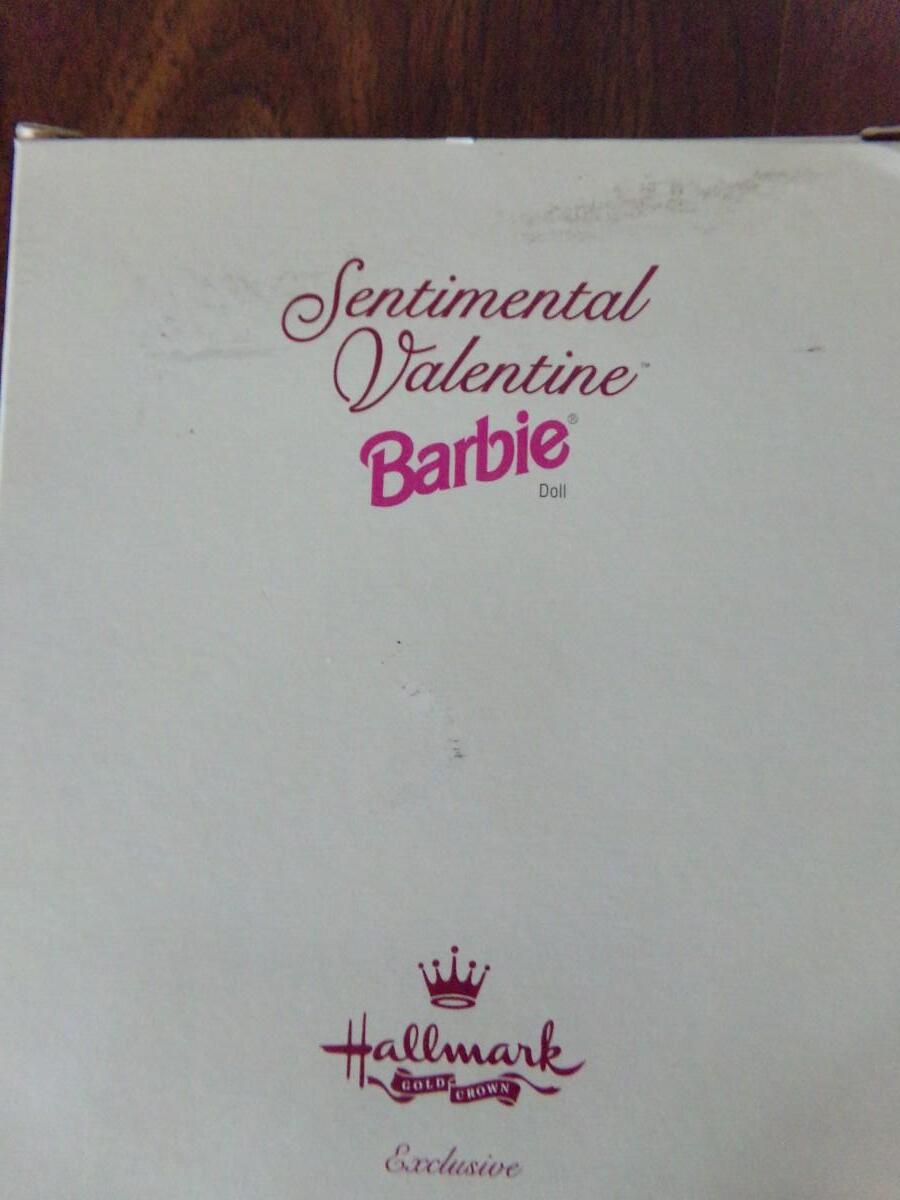 Sentimental
Valentine™
Barbie®
Doll
Hallmark
GOLD CROWN
Exclusive